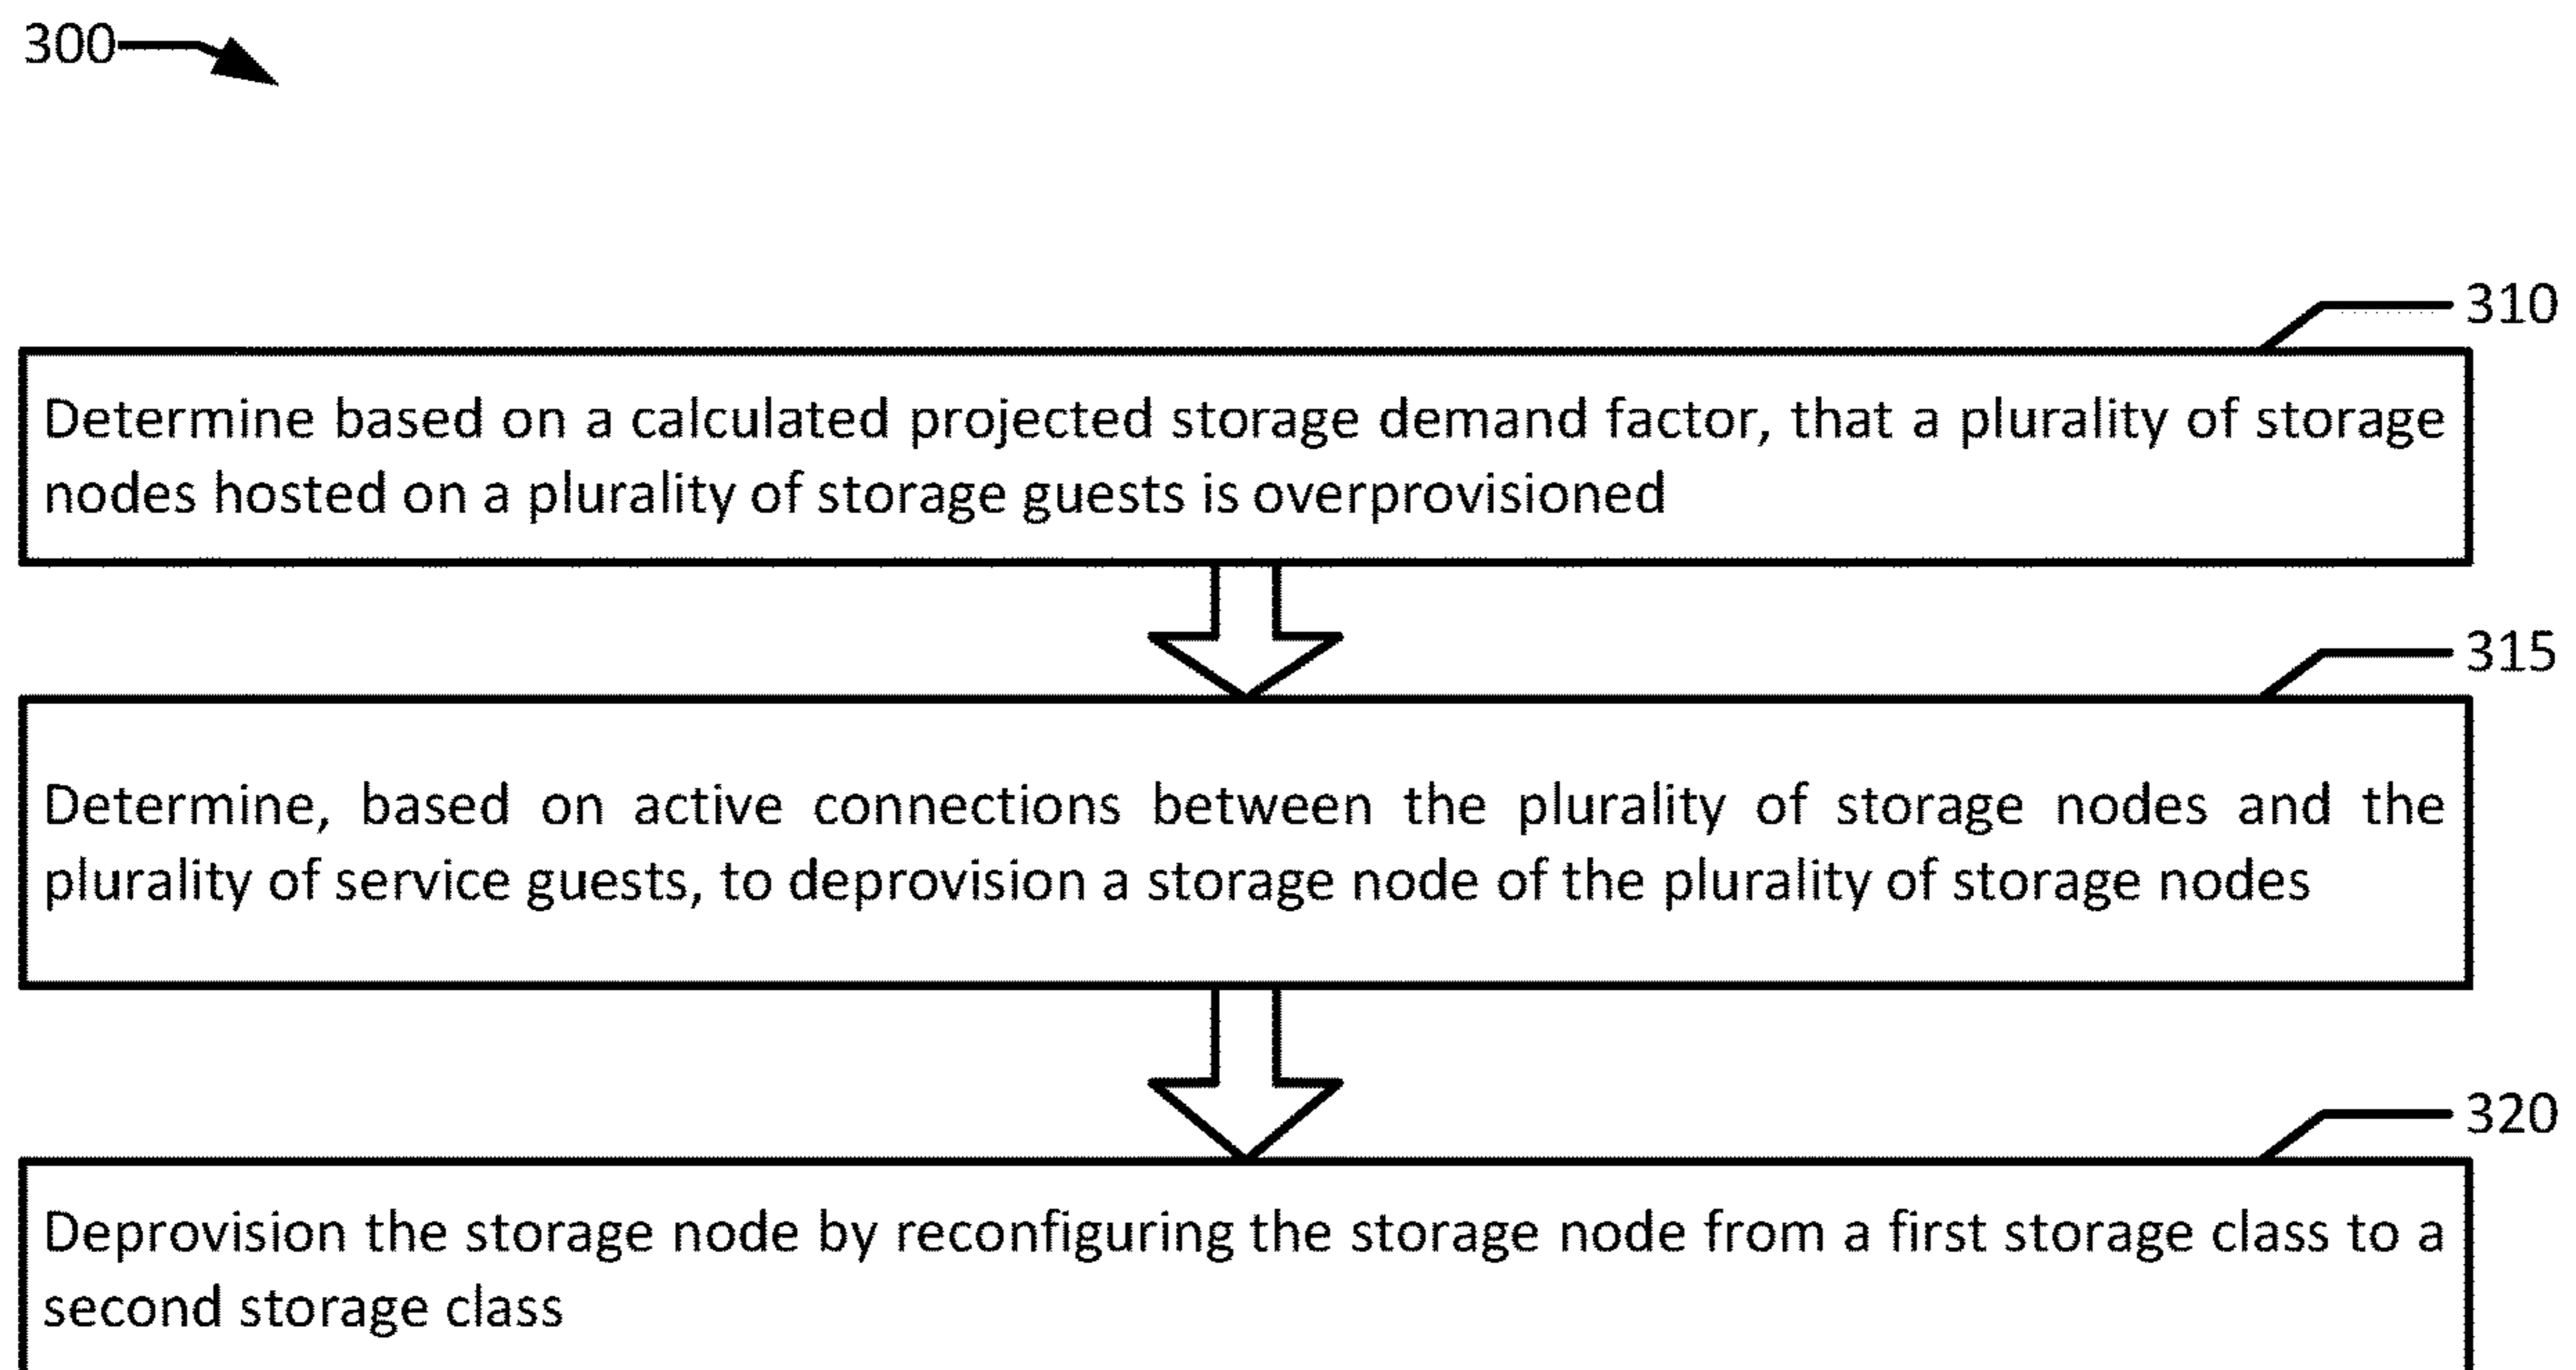 300
310
Determine based on a calculated projected storage demand factor, that a plurality of storage
nodes hosted on a plurality of storage guests is overprovisioned
315
Determine, based on active connections between the plurality of storage nodes and the
plurality of service guests, to deprovision a storage node of the plurality of storage nodes
320
Deprovision the storage node by reconfiguring the storage node from a first storage class to a
second storage class